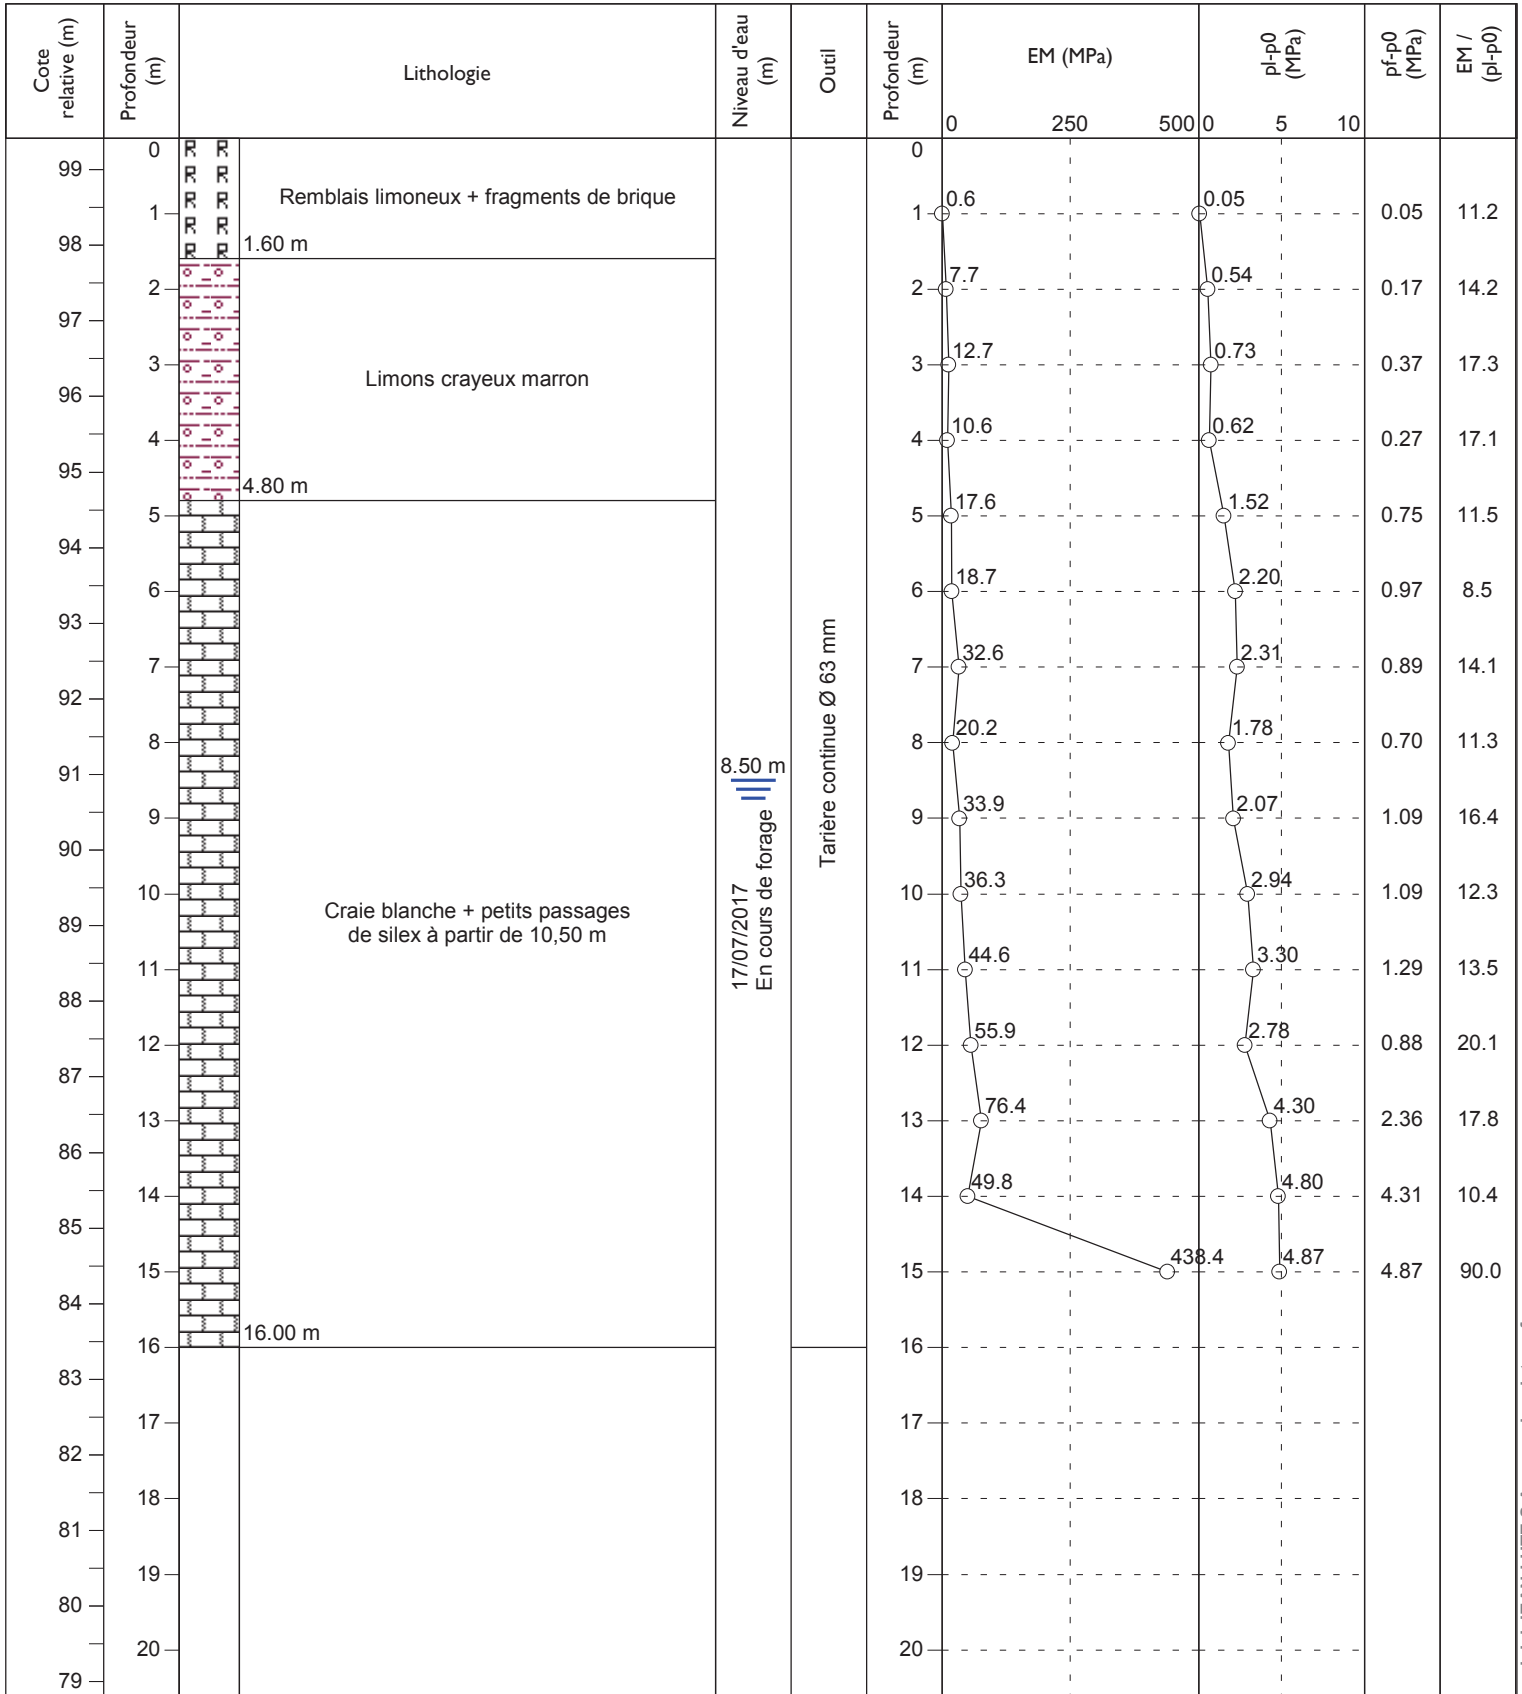 Cote relative (m)
Profondeur (m)
Lithologie
Niveau d'eau (m)
Outil
Profondeur (m)
EM (MPa)
pl-p0 (MPa)
pf-p0 (MPa)
EM / (pl-p0)
0 250 500 0 5 10
0 R R 0
99 R R
R R Remblais limoneux + fragments de brique
1 R R 1 0.6 0.05 0.05 11.2
98 R R 1.60 m
2 2 7.7 0.54 0.17 14.2
97
3 3 12.7 0.73 0.37 17.3
Limons crayeux marron
96
4 4 10.6 0.62 0.27 17.1
95
4.80 m
5 5 17.6 1.52 0.75 11.5
94
6 6 18.7 2.20 0.97 8.5
93
7 7 32.6 2.31 0.89 14.1
92
Tarière continue Ø 63 mm
8 8 20.2 1.78 0.70 11.3
91 8.50 m
9 9 33.9 2.07 1.09 16.4
90
17/07/2017
En cours de forage
10 10 36.3 2.94 1.09 12.3
Craie blanche + petits passages
89
de silex à partir de 10,50 m
11 11 44.6 3.30 1.29 13.5
88
12 12 55.9 2.78 0.88 20.1
87
13 13 76.4 4.30 2.36 17.8
86
14 14 49.8 4.80 4.31 10.4
85
15 15 438.4 4.87 4.87 90.0
84
16.00 m
16 16
83
17 17
82
18 18
81
19 19
80
20 20
79